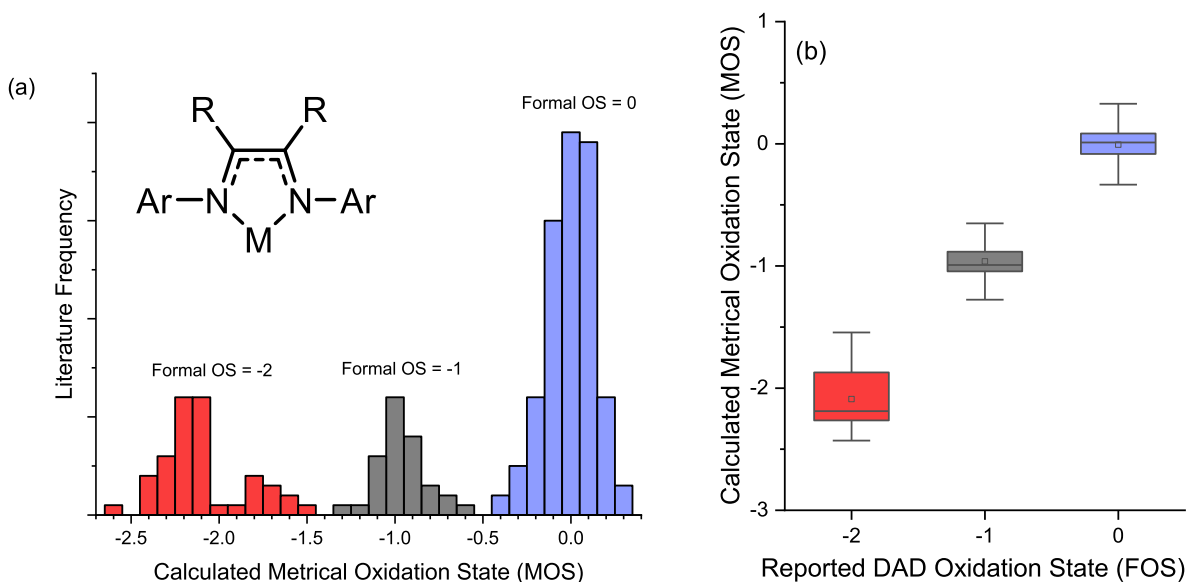 (a)
Literature Frequency
R R
Ar N N Ar
M
Formal OS = -2
Formal OS = -1
Formal OS = 0
-2.5 -2.0 -1.5 -1.0 -0.5 0.0
Calculated Metrical Oxidation State (MOS)
(b)
Calculated Metrical Oxidation State (MOS)
1
0
-1
-2
-3
-2 -1 0
Reported DAD Oxidation State (FOS)